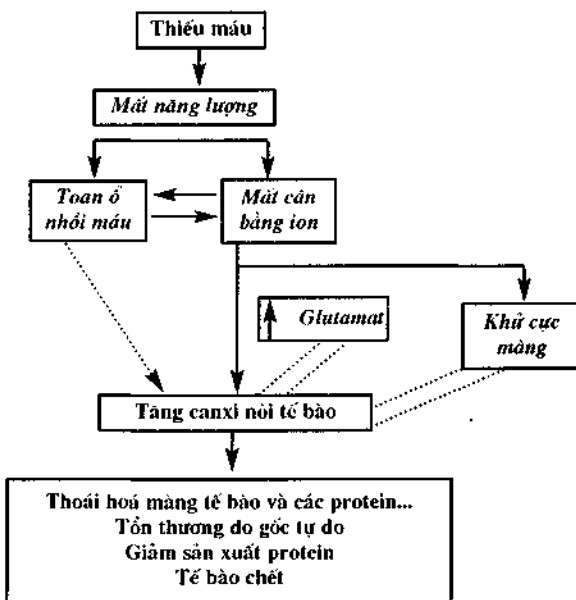 Thiếu máu
Mất năng lượng
Toan ổ
nhồi máu
Mất cân
bằng ion
Glutamat
Khử cực
màng
Tăng canxi nòi tế bào
Thoái hoá màng tế bào và các protein...
Tổn thương do gốc tự do
Giảm sản xuất protein
Tế bào chết